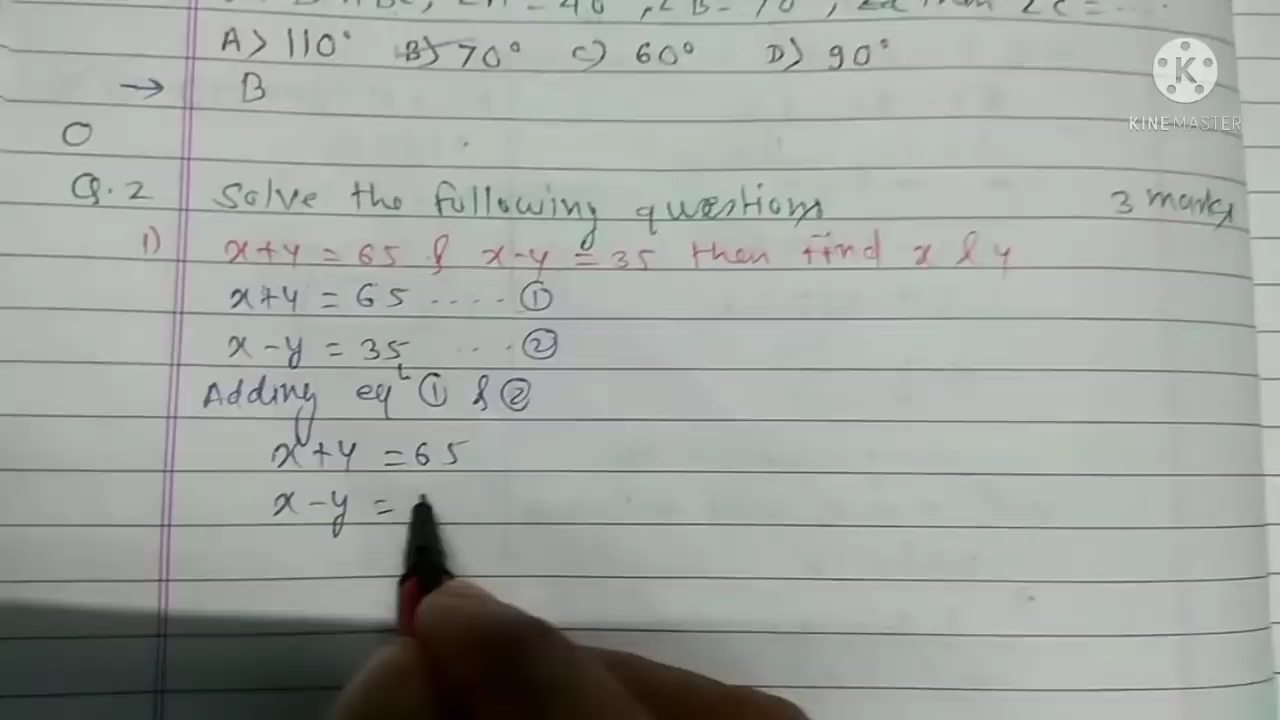 ∠B = 70°
A> 110° B) 70° C) 60° D) 90°
→ B
KINEMASTER
Q.2 Solve the following questions 3 marks
1) x+y = 65 & x-y = 35 then find x & y
x+y = 65 .... ①
x-y = 35 ... ②
Adding eqⁿ ① & ②
x+y = 65
x-y =